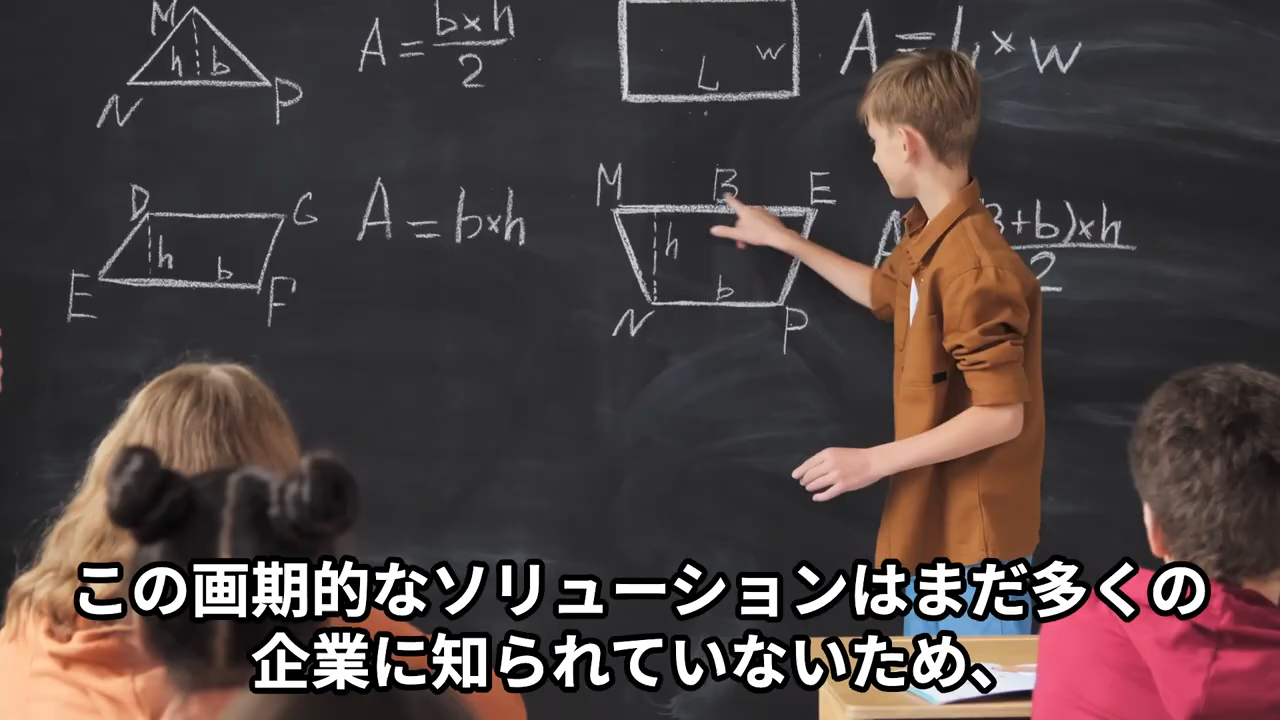 M
h
b
N
P
A = b×h
2
L
W
A = L × W
D
G
h
b
E
F
A = b×h
M
B
E
h
b
N
P
A
B+b)×h
2
この画期的なソリューションはまだ多くの
企業に知られていないため、